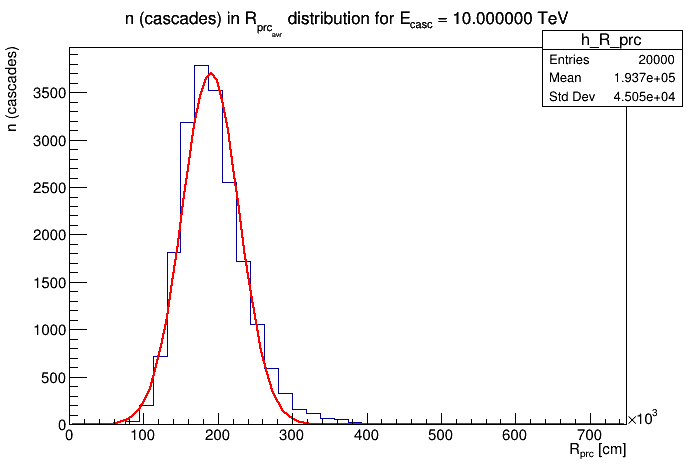 n (cascades) in R_prc_avr distribution for E_casc = 10.000000 TeV
h_R_prc
Entries 20000
Mean 1.937e+05
Std Dev 4.505e+04
n (cascades)
3500
3000
2500
2000
1500
1000
500
0
0 100 200 300 400 500 600 700
×10³
R_prc [cm]